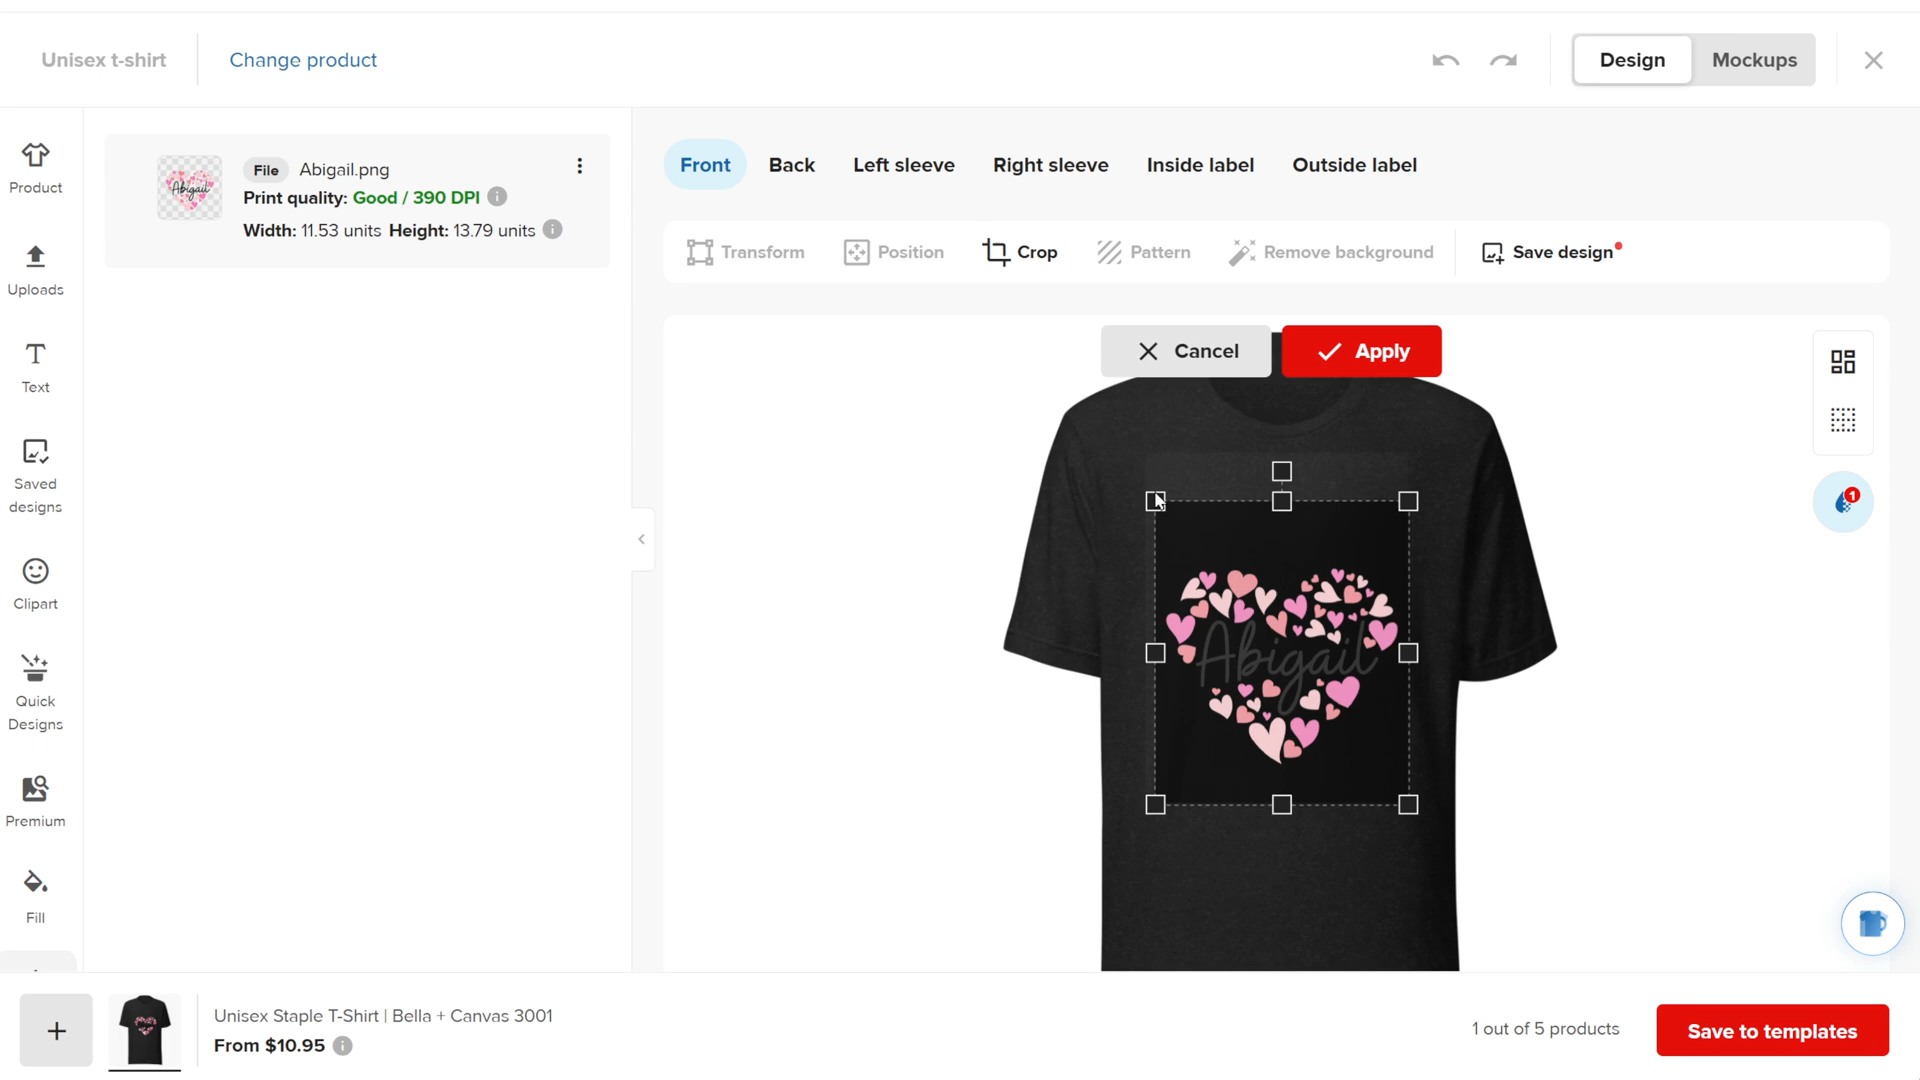 Unisex t-shirt
Change product
Design
Mockups
Product
Uploads
Text
Saved
designs
Clipart
Quick
Designs
Premium
Fill
File Abigail.png
Print quality: Good / 390 DPI
Width: 11.53 units Height: 13.79 units
Abigail
Front
Back
Left sleeve
Right sleeve
Inside label
Outside label
Transform
Position
Crop
Pattern
Remove background
Save design
Cancel
Apply
Abigail
1
Unisex Staple T-Shirt | Bella + Canvas 3001
From $10.95
1 out of 5 products
Save to templates